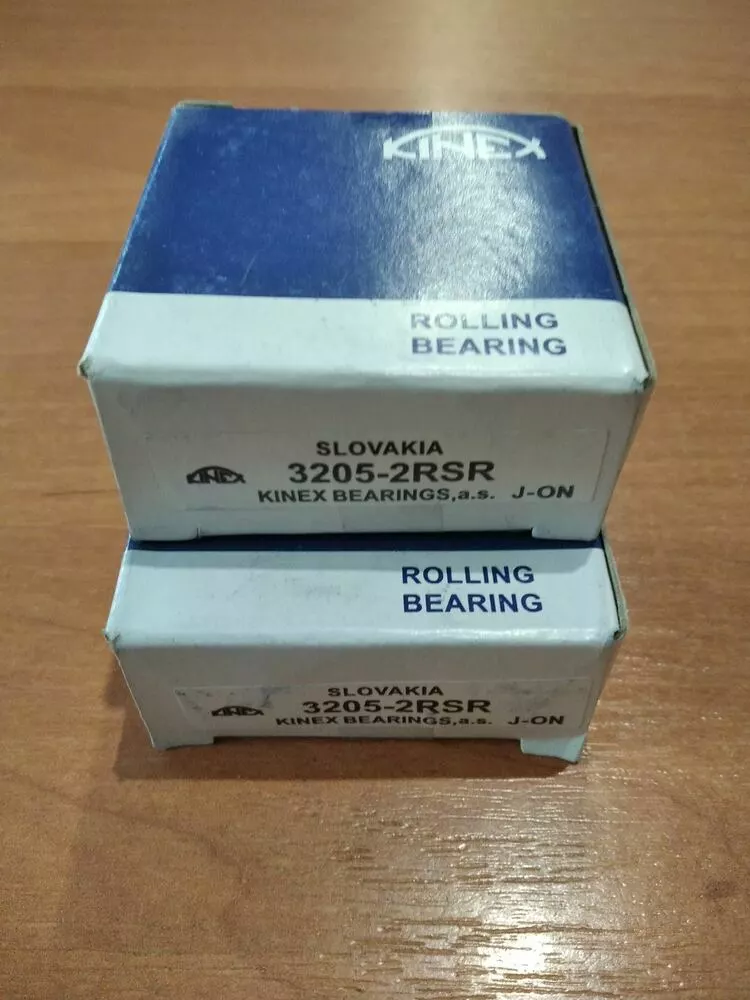 KINEX
ROLLING
BEARING
SLOVAKIA
KINEX 3205-2RSR
KINEX BEARINGS,a.s. J-ON
ROLLING
BEARING
SLOVAKIA
KINEX 3205-2RSR
KINEX BEARINGS,a.s. J-ON